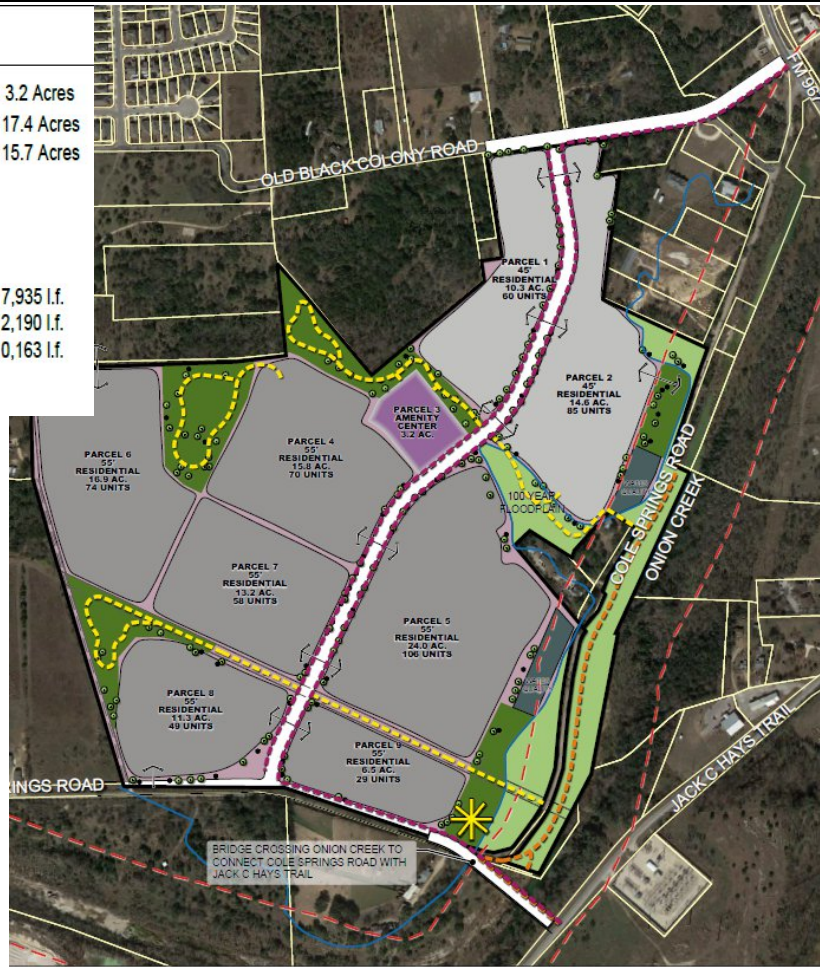 3.2 Acres
17.4 Acres
15.7 Acres
7,935 l.f.
2,190 l.f.
0,163 l.f.
FM 967
OLD BLACK COLONY ROAD
PARCEL 1
45'
RESIDENTIAL
10.3 AC.
60 UNITS
PARCEL 2
45'
RESIDENTIAL
14.6 AC.
85 UNITS
PARCEL 3
AMENITY
CENTER
3.2 AC.
PARCEL 4
55'
RESIDENTIAL
15.8 AC.
70 UNITS
PARCEL 6
55'
RESIDENTIAL
16.9 AC.
74 UNITS
WATER
QUALITY
100 YEAR
FLOODPLAIN
COLE SPRINGS ROAD
ONION CREEK
PARCEL 7
55'
RESIDENTIAL
13.2 AC.
58 UNITS
PARCEL 5
55'
RESIDENTIAL
24.0 AC.
106 UNITS
WATER
QUALITY
PARCEL 8
55'
RESIDENTIAL
11.3 AC.
49 UNITS
PARCEL 9
55'
RESIDENTIAL
6.5 AC.
29 UNITS
JACK C HAYS TRAIL
RINGS ROAD
BRIDGE CROSSING ONION CREEK TO
CONNECT COLE SPRINGS ROAD WITH
JACK C HAYS TRAIL